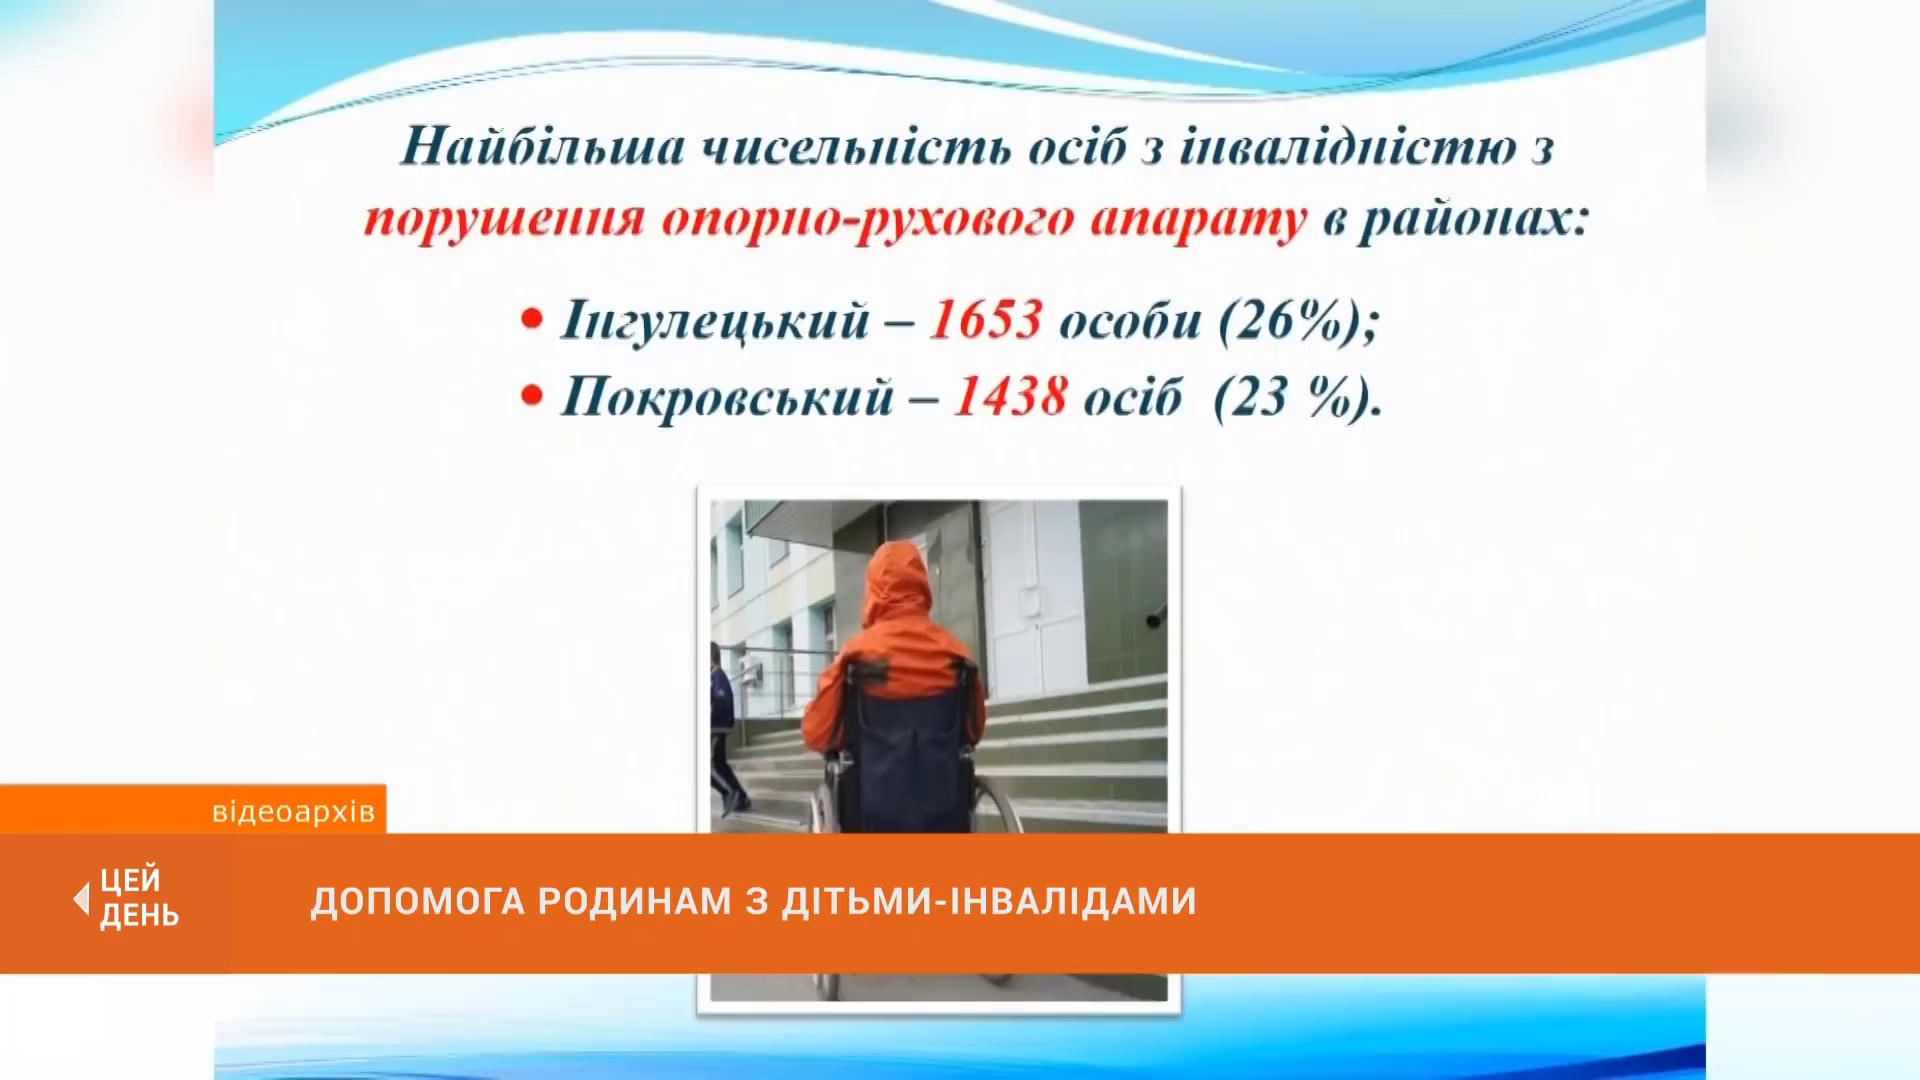 Найбільша чисельність осіб з інвалідністю з
порушення опорно-рухового апарату в районах:
• Інгулецький – 1653 особи (26%);
• Покровський – 1438 осіб (23 %).
відеоархів
ЦЕЙ
ДЕНЬ
ДОПОМОГА РОДИНАМ З ДІТЬМИ-ІНВАЛІДАМИ